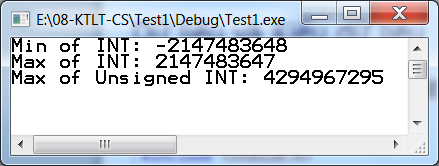 E:\08-KTLT-CS\Test1\Debug\Test1.exe
Min of INT: -2147483648
Max of INT: 2147483647
Max of Unsigned INT: 4294967295